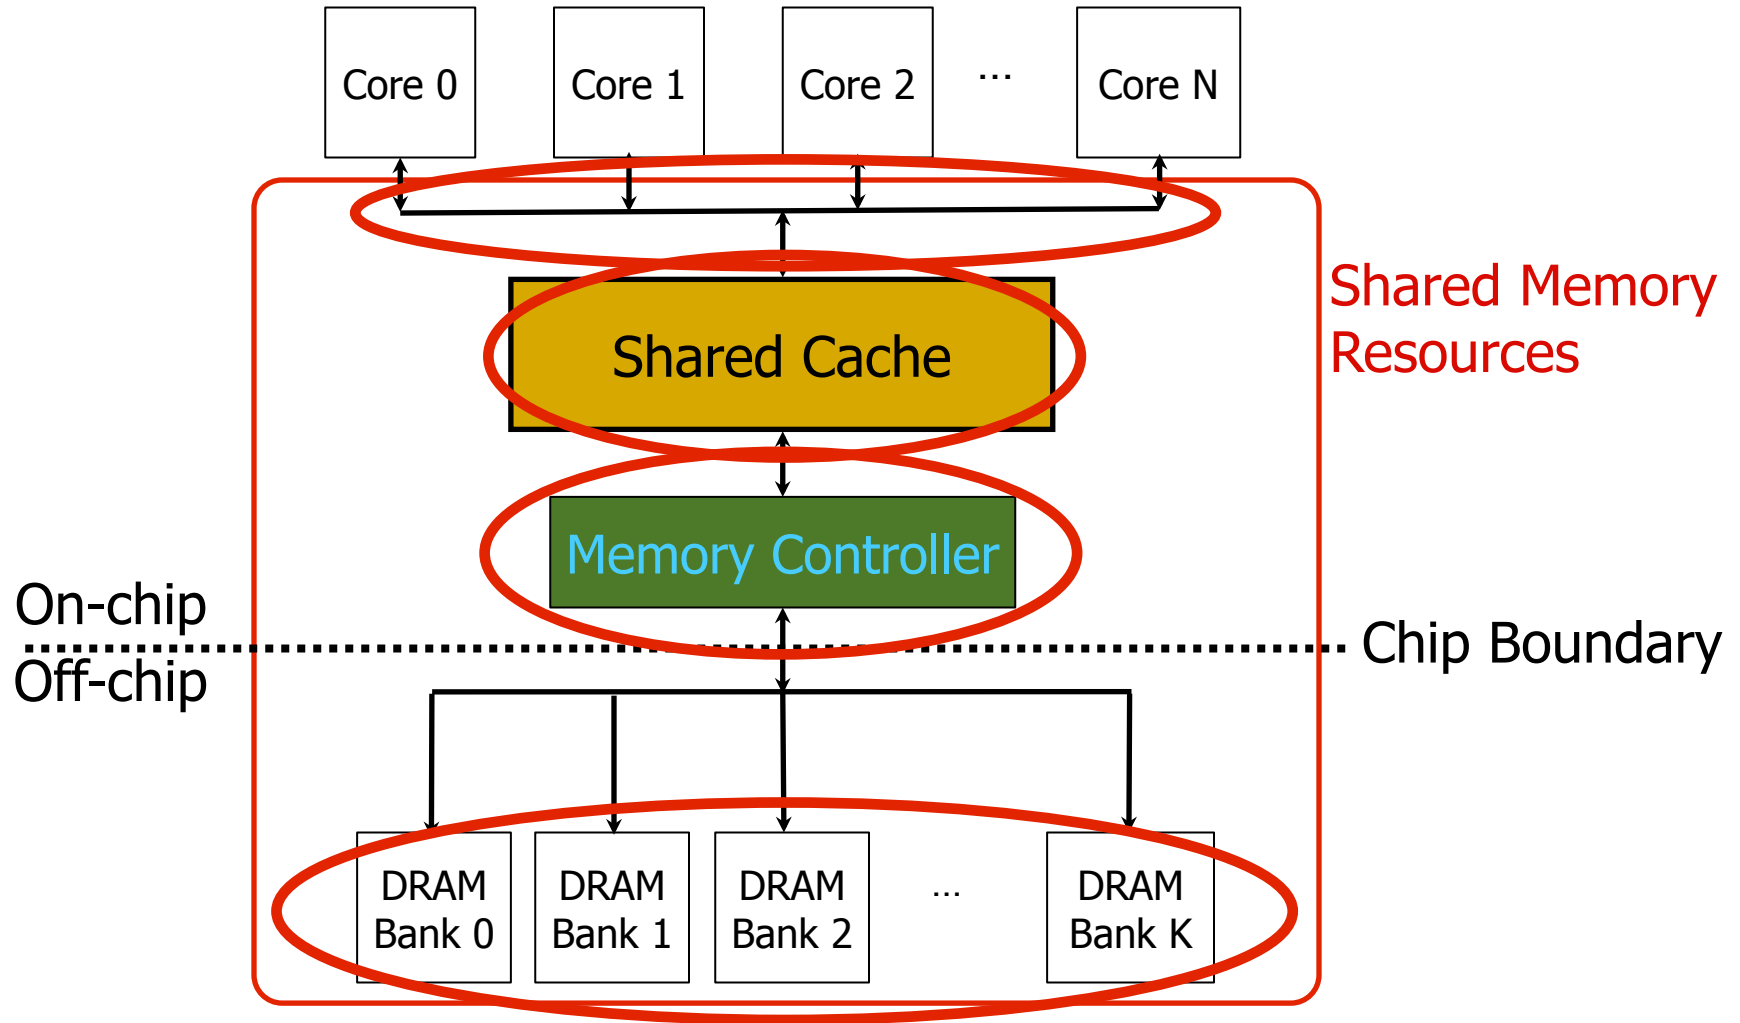 Core 0
Core 1
Core 2
...
Core N
Shared Memory
Resources
Shared Cache
Memory Controller
On-chip
Off-chip
Chip Boundary
DRAM
Bank 0
DRAM
Bank 1
DRAM
Bank 2
...
DRAM
Bank K